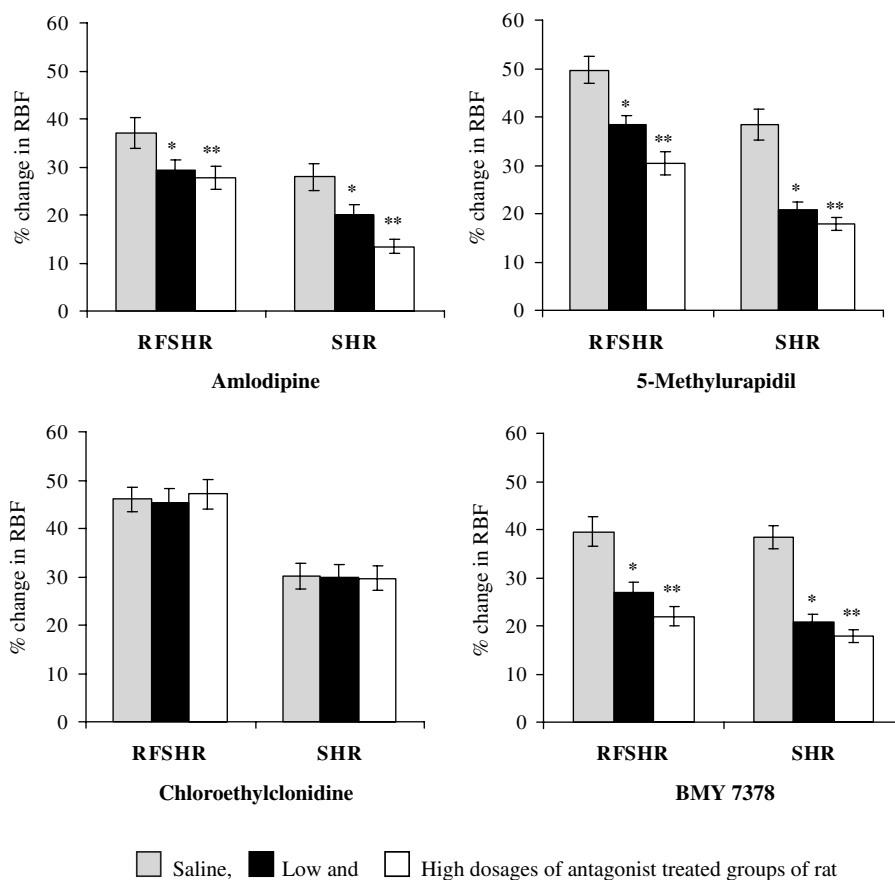 % change in RBF
60
50
40
30
20
10
0
* ** * **
RFSHR SHR
Amlodipine
% change in RBF
60
50
40
30
20
10
0
* ** * **
RFSHR SHR
5-Methylurapidil
% change in RBF
60
50
40
30
20
10
0
RFSHR SHR
Chloroethylclonidine
% change in RBF
60
50
40
30
20
10
0
* ** * **
RFSHR SHR
BMY 7378
Saline, Low and High dosages of antagonist treated groups of rat